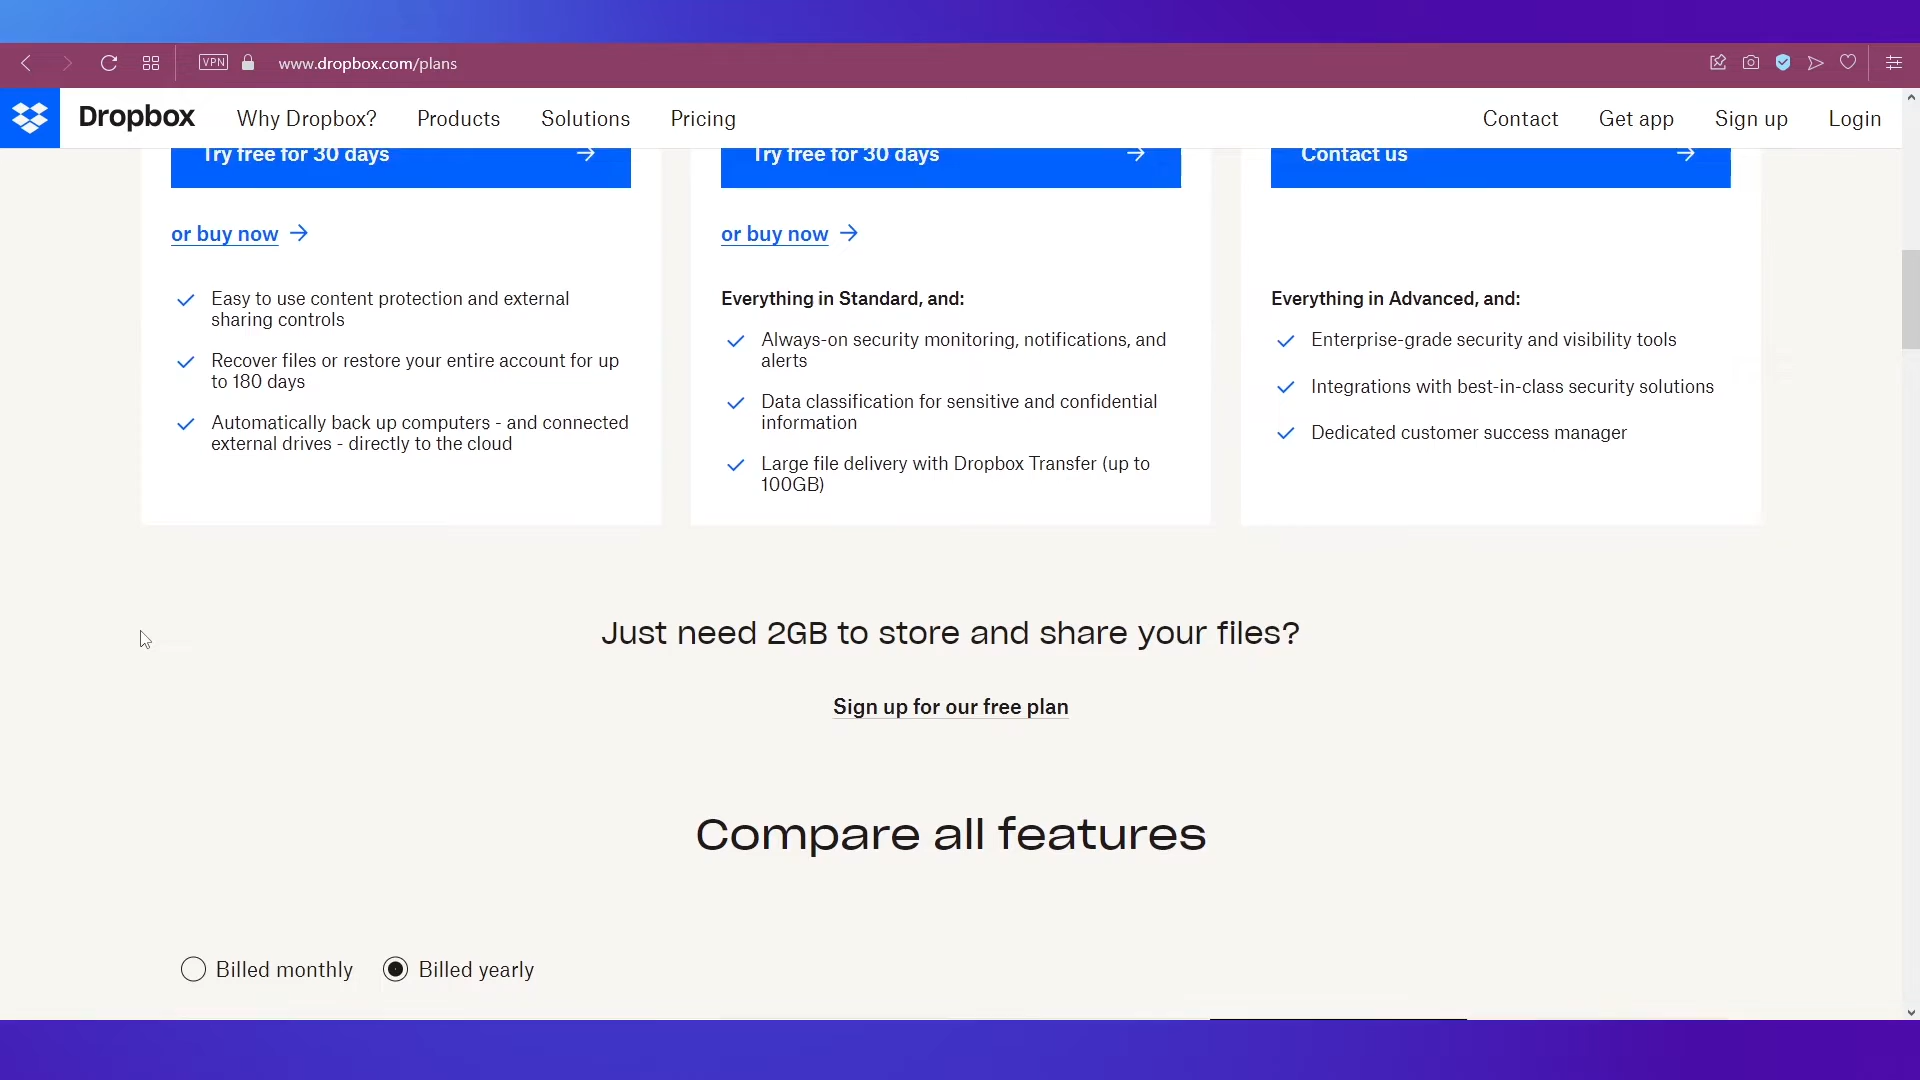 VPN
www.dropbox.com/plans
Dropbox
Why Dropbox?
Products
Solutions
Pricing
Contact
Get app
Sign up
Login
Try free for 30 days
Try free for 30 days
Contact us
or buy now
or buy now
Easy to use content protection and external
sharing controls
Recover files or restore your entire account for up
to 180 days
Automatically back up computers - and connected
external drives - directly to the cloud
Everything in Standard, and:
Always-on security monitoring, notifications, and
alerts
Data classification for sensitive and confidential
information
Large file delivery with Dropbox Transfer (up to
100GB)
Everything in Advanced, and:
Enterprise-grade security and visibility tools
Integrations with best-in-class security solutions
Dedicated customer success manager
Just need 2GB to store and share your files?
Sign up for our free plan
Compare all features
Billed monthly
Billed yearly